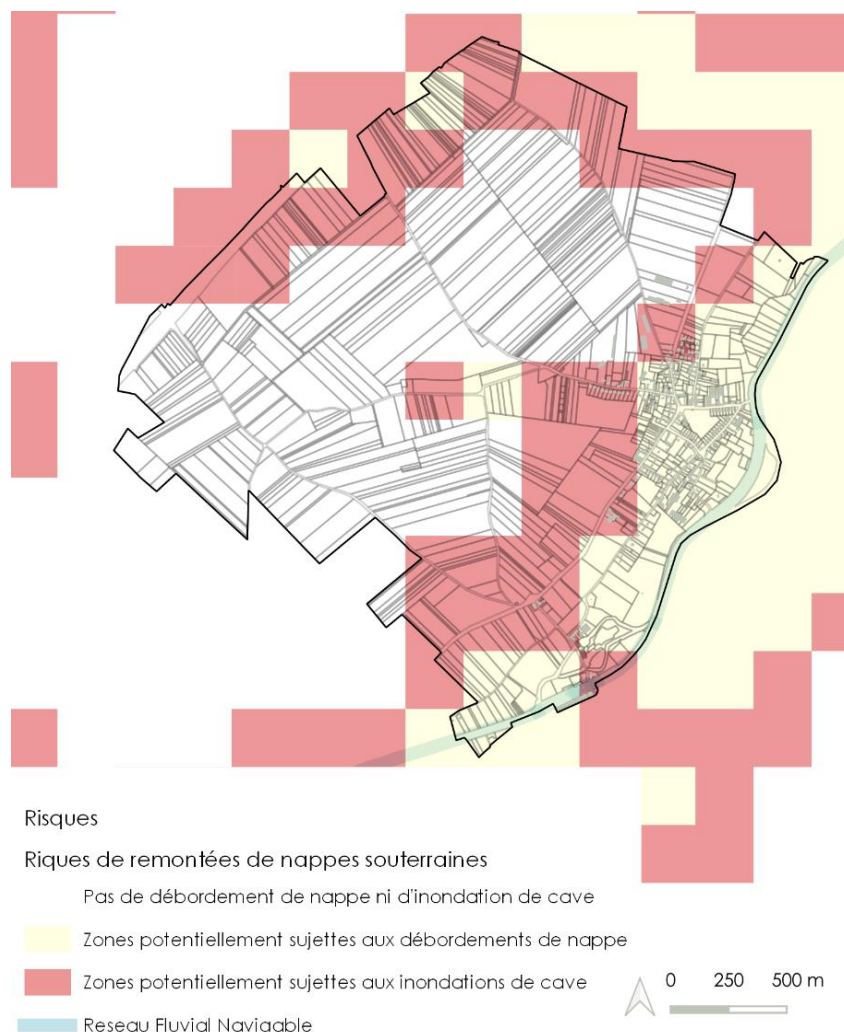 Risques
Riques de remontées de nappes souterraines
Pas de débordement de nappe ni d'inondation de cave
Zones potentiellement sujettes aux débordements de nappe
Zones potentiellement sujettes aux inondations de cave
0 250 500 m
Reseau Fluvial Navigable